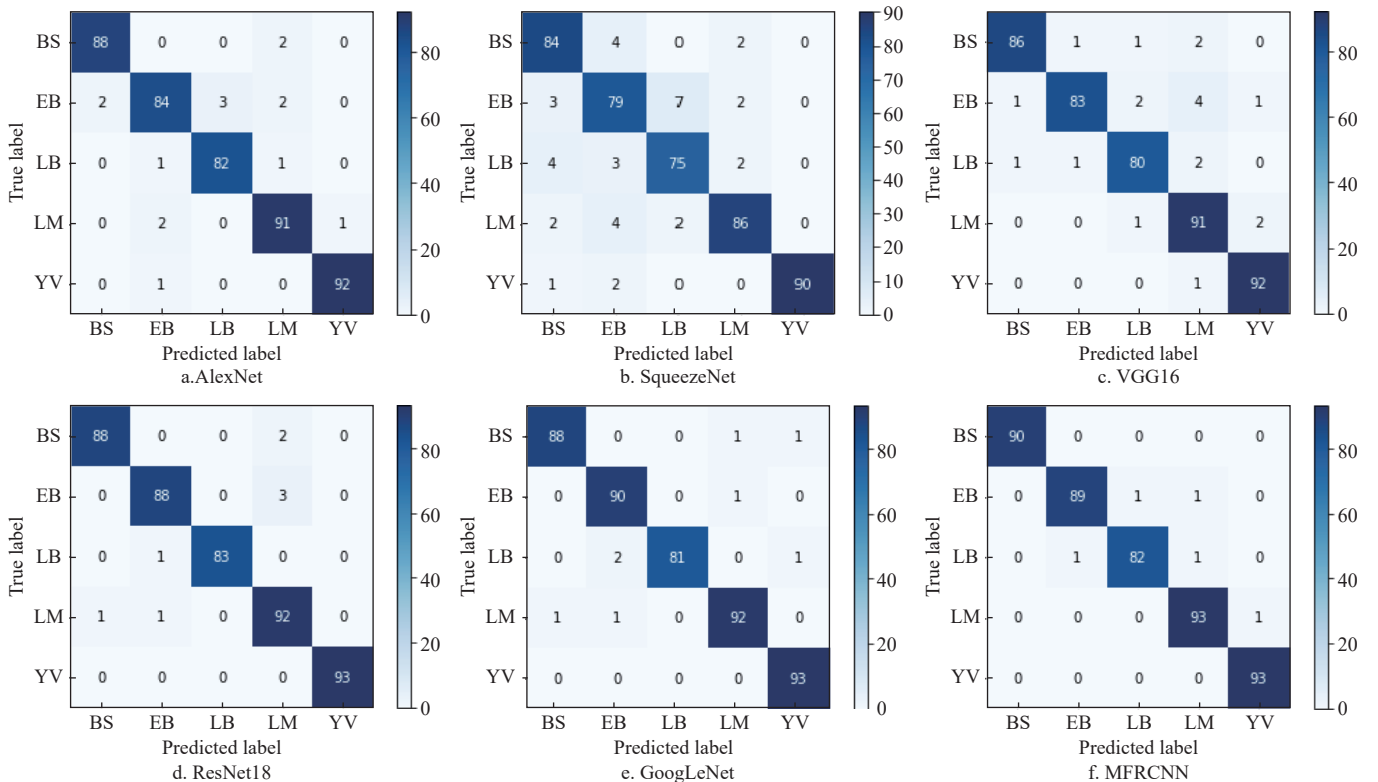 BS 88 0 0 2 0
EB 2 84 3 2 0
LB 0 1 82 1 0
LM 0 2 0 91 1
YV 0 1 0 0 92
BS EB LB LM YV
True label
Predicted label
80
60
40
20
0
a.AlexNet
BS 84 4 0 2 0
EB 3 79 7 2 0
LB 4 3 75 2 0
LM 2 4 2 86 0
YV 1 2 0 0 90
BS EB LB LM YV
True label
Predicted label
90
80
70
60
50
40
30
20
10
0
b. SqueezeNet
BS 86 1 1 2 0
EB 1 83 2 4 1
LB 1 1 80 2 0
LM 0 0 1 91 2
YV 0 0 0 1 92
BS EB LB LM YV
True label
Predicted label
80
60
40
20
0
c. VGG16
BS 88 0 0 2 0
EB 0 88 0 3 0
LB 0 1 83 0 0
LM 1 1 0 92 0
YV 0 0 0 0 93
BS EB LB LM YV
True label
Predicted label
80
60
40
20
0
d. ResNet18
BS 88 0 0 1 1
EB 0 90 0 1 0
LB 0 2 81 0 1
LM 1 1 0 92 0
YV 0 0 0 0 93
BS EB LB LM YV
True label
Predicted label
80
60
40
20
0
e. GoogLeNet
BS 90 0 0 0 0
EB 0 89 1 1 0
LB 0 1 82 1 0
LM 0 0 0 93 1
YV 0 0 0 0 93
BS EB LB LM YV
True label
Predicted label
80
60
40
20
0
f. MFRCNN